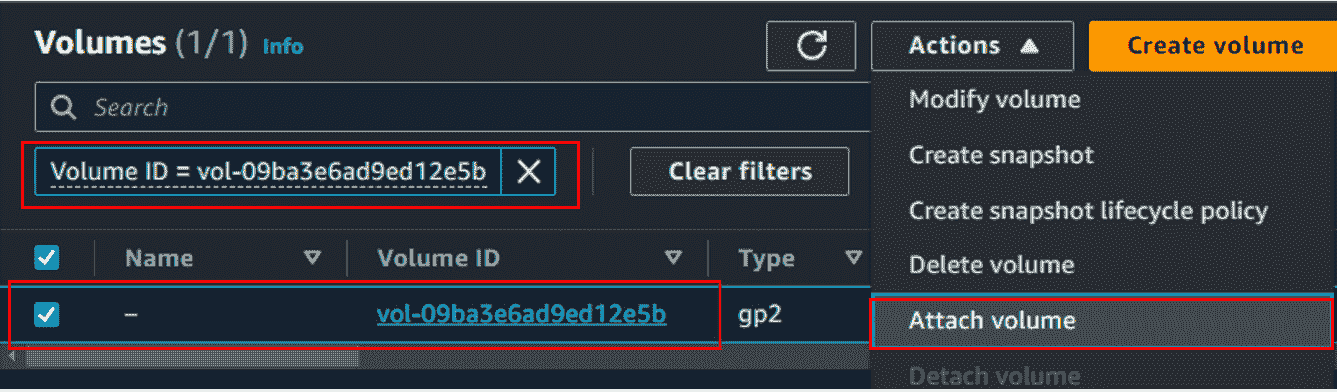 Volumes (1/1) Info
Actions
Create volume
Search
Volume ID = vol-09ba3e6ad9ed12e5b
Clear filters
Modify volume
Create snapshot
Create snapshot lifecycle policy
Delete volume
Attach volume
Detach volume
Name
Volume ID
Type
–
vol-09ba3e6ad9ed12e5b
gp2